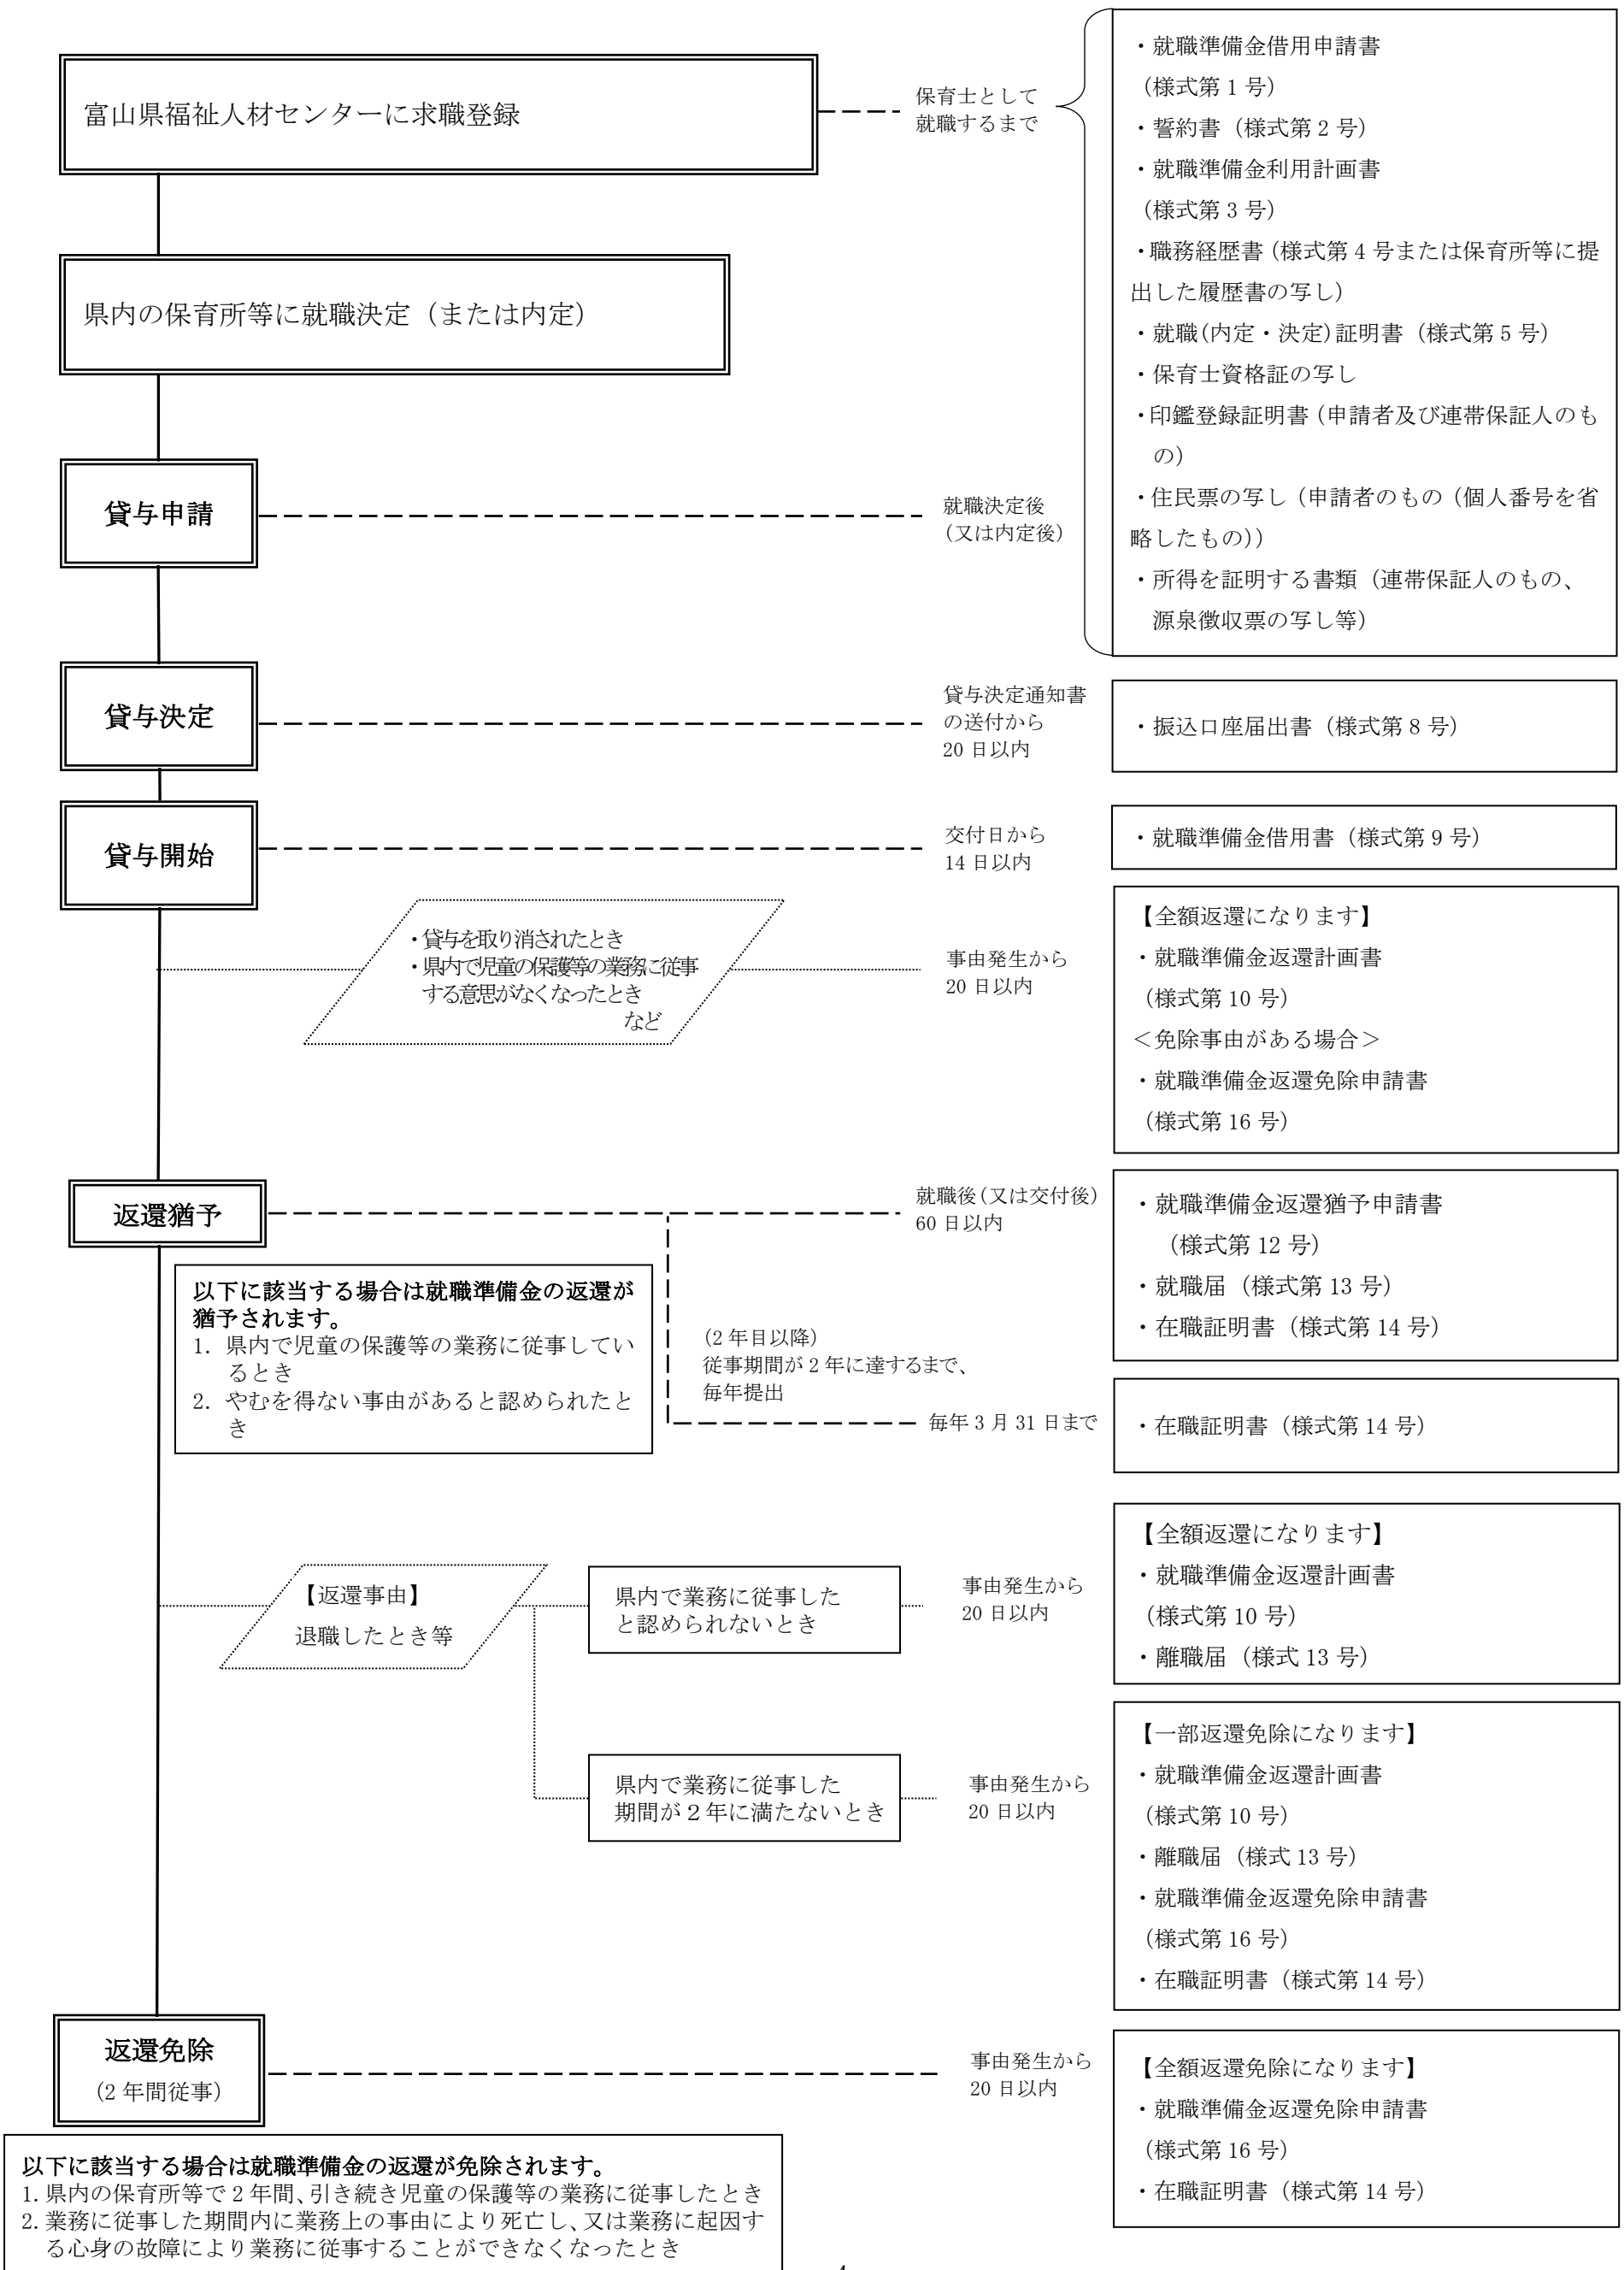 富山県福祉人材センターに求職登録
保育士として
就職するまで
・就職準備金借用申請書
（様式第 1 号）
・誓約書（様式第 2 号）
・就職準備金利用計画書
（様式第 3 号）
・職務経歴書（様式第 4 号または保育所等に提
出した履歴書の写し）
・就職(内定・決定)証明書（様式第 5 号）
・保育士資格証の写し
・印鑑登録証明書（申請者及び連帯保証人のも
の）
・住民票の写し（申請者のもの（個人番号を省
略したもの））
・所得を証明する書類（連帯保証人のもの、
源泉徴収票の写し等）
県内の保育所等に就職決定（または内定）
貸与申請
就職決定後
（又は内定後）
貸与決定
貸与決定通知書
の送付から
20 日以内
・振込口座届出書（様式第 8 号）
貸与開始
交付日から
14 日以内
・就職準備金借用書（様式第 9 号）
・貸与を取り消されたとき
・県内で児童の保護等の業務に従事
する意思がなくなったとき
など
事由発生から
20 日以内
【全額返還になります】
・就職準備金返還計画書
（様式第 10 号）
＜免除事由がある場合＞
・就職準備金返還免除申請書
（様式第 16 号）
返還猶予
就職後（又は交付後）
60 日以内
・就職準備金返還猶予申請書
（様式第 12 号）
・就職届（様式第 13 号）
・在職証明書（様式第 14 号）
以下に該当する場合は就職準備金の返還が
猶予されます。
1. 県内で児童の保護等の業務に従事してい
るとき
2. やむを得ない事由があると認められたと
き
（2 年目以降）
従事期間が 2 年に達するまで、
毎年提出
毎年 3 月 31 日まで
・在職証明書（様式第 14 号）
【返還事由】
退職したとき等
県内で業務に従事した
と認められないとき
事由発生から
20 日以内
【全額返還になります】
・就職準備金返還計画書
（様式第 10 号）
・離職届（様式 13 号）
県内で業務に従事した
期間が２年に満たないとき
事由発生から
20 日以内
【一部返還免除になります】
・就職準備金返還計画書
（様式第 10 号）
・離職届（様式 13 号）
・就職準備金返還免除申請書
（様式第 16 号）
・在職証明書（様式第 14 号）
返還免除
（2 年間従事）
事由発生から
20 日以内
【全額返還免除になります】
・就職準備金返還免除申請書
（様式第 16 号）
・在職証明書（様式第 14 号）
以下に該当する場合は就職準備金の返還が免除されます。
1. 県内の保育所等で 2 年間、引き続き児童の保護等の業務に従事したとき
2. 業務に従事した期間内に業務上の事由により死亡し、又は業務に起因す
る心身の故障により業務に従事することができなくなったとき